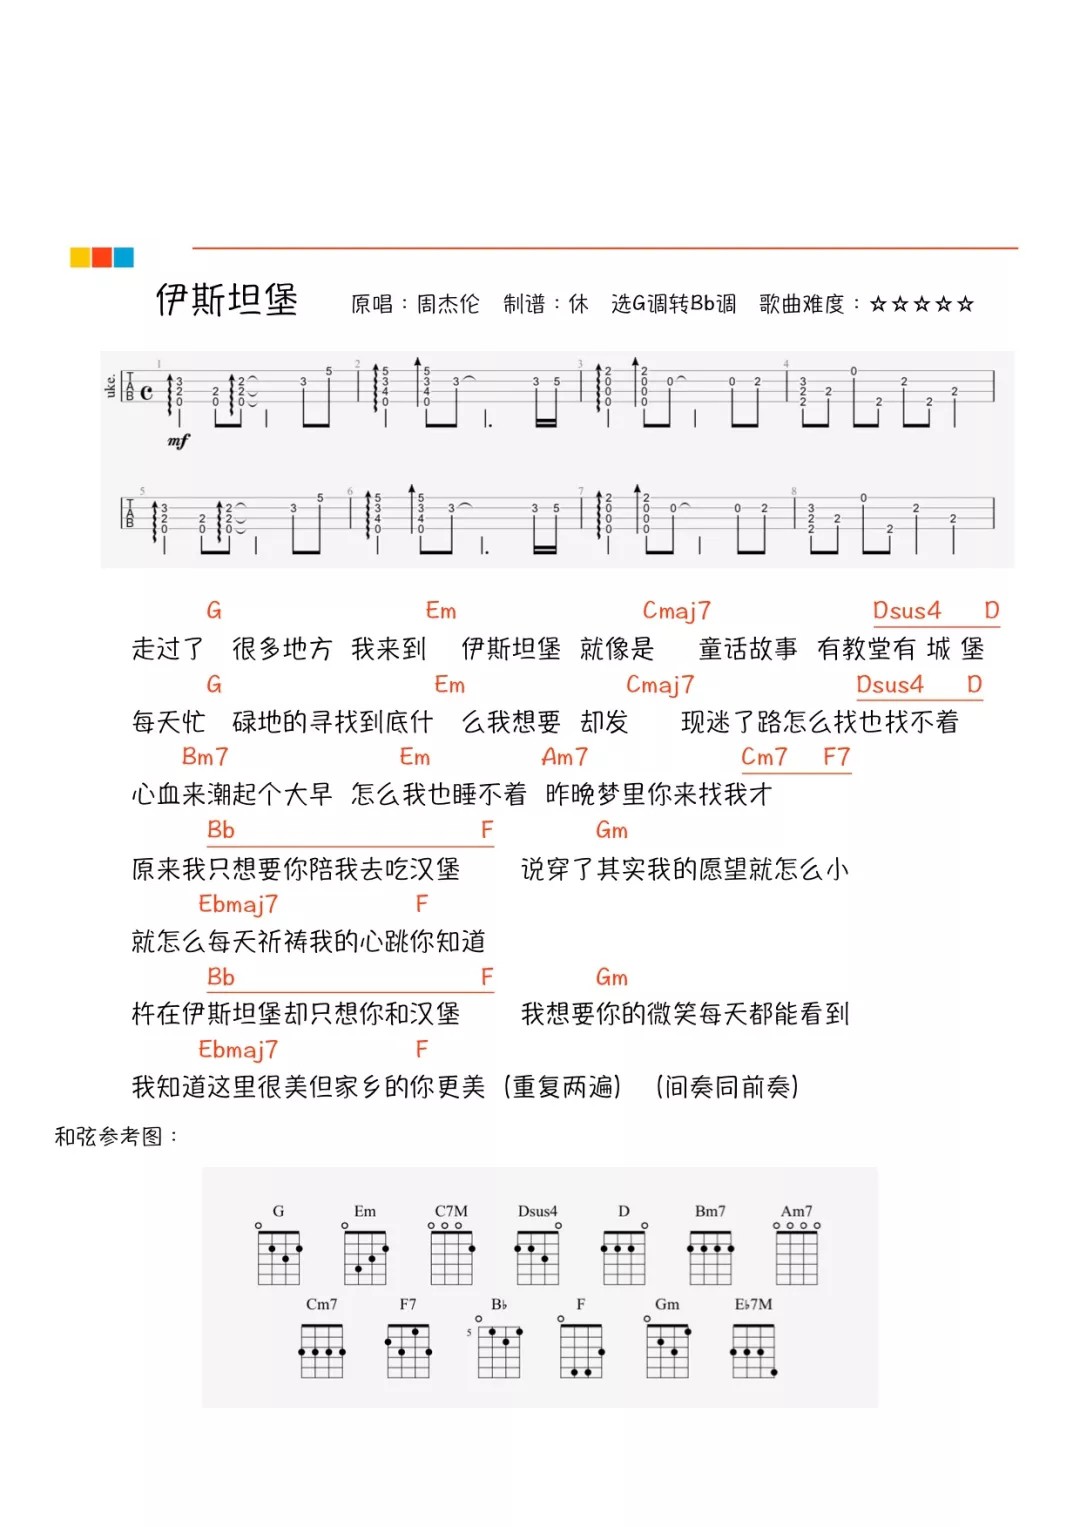 伊斯坦堡 原唱：周杰伦 制谱：休 选G调转Bb调 歌曲难度：☆☆☆☆☆
uke.
1 2 3 4
T A B C
mf
5 6 7 8
T A B
G Em Cmaj7 Dsus4 D
走过了 很多地方 我来到 伊斯坦堡 就像是 童话故事 有教堂有 城 堡
G Em Cmaj7 Dsus4 D
每天忙 碌地的寻找到底什 么我想要 却发 现迷了路怎么找也找不着
Bm7 Em Am7 Cm7 F7
心血来潮起个大早 怎么我也睡不着 昨晚梦里你来找我才
Bb F Gm
原来我只想要你陪我去吃汉堡 说穿了其实我的愿望就怎么小
Ebmaj7 F
就怎么每天祈祷我的心跳你知道
Bb F Gm
杵在伊斯坦堡却只想你和汉堡 我想要你的微笑每天都能看到
Ebmaj7 F
我知道这里很美但家乡的你更美（重复两遍）（间奏同前奏）
和弦参考图：
G Em C7M Dsus4 D Bm7 Am7
Cm7 F7 B♭ F Gm E♭7M
5